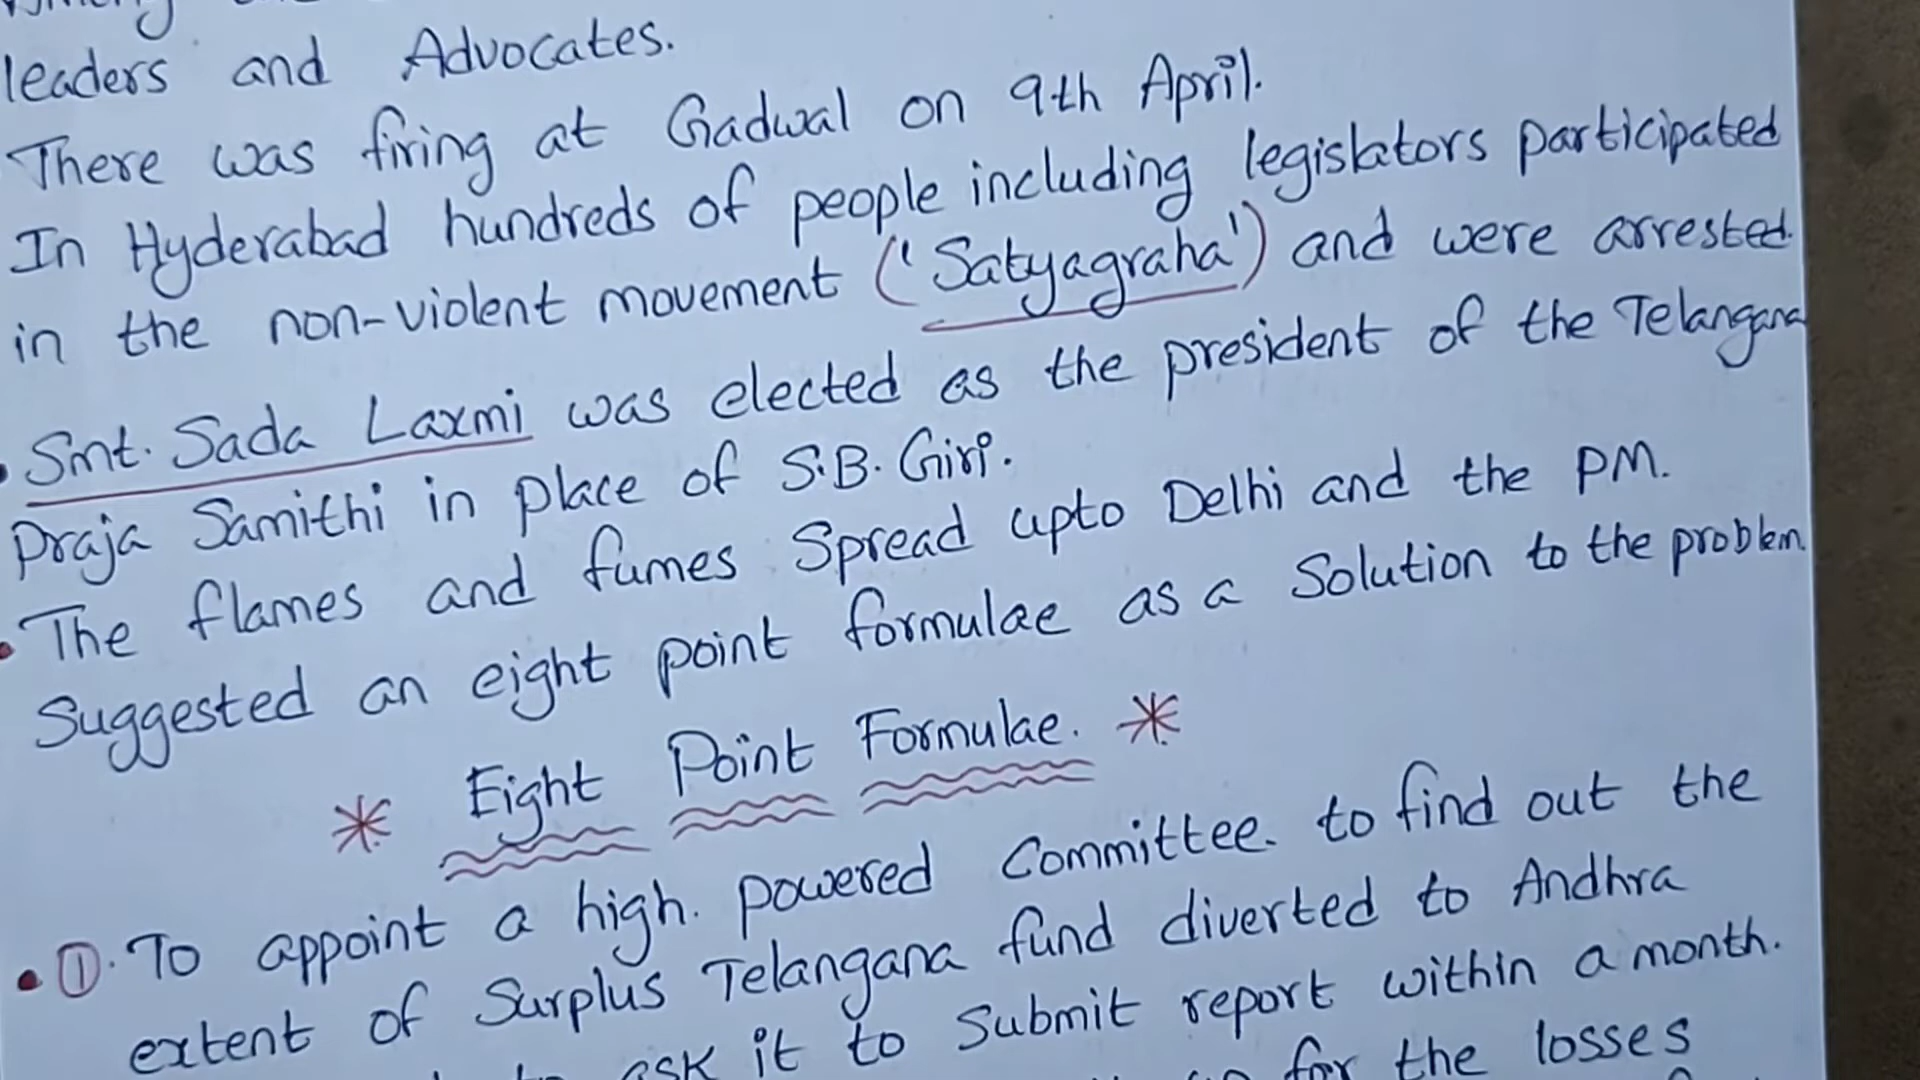 leaders and Advocates.
There was firing at Gadwal on 9th April.
In Hyderabad hundreds of people including legislators participated
in the non-violent movement ('Satyagraha') and were arrested.
Smt. Sada Laxmi was elected as the president of the Telangana
Praja Samithi in place of S.B. Giri.
The flames and fumes Spread upto Delhi and the PM.
Suggested an eight point formulae as a Solution to the problem.
* Eight Point Formulae. *
① To appoint a high. powered Committee. to find out the
extent of Surplus Telangana fund diverted to Andhra
ask it to Submit report within a month.
for the losses